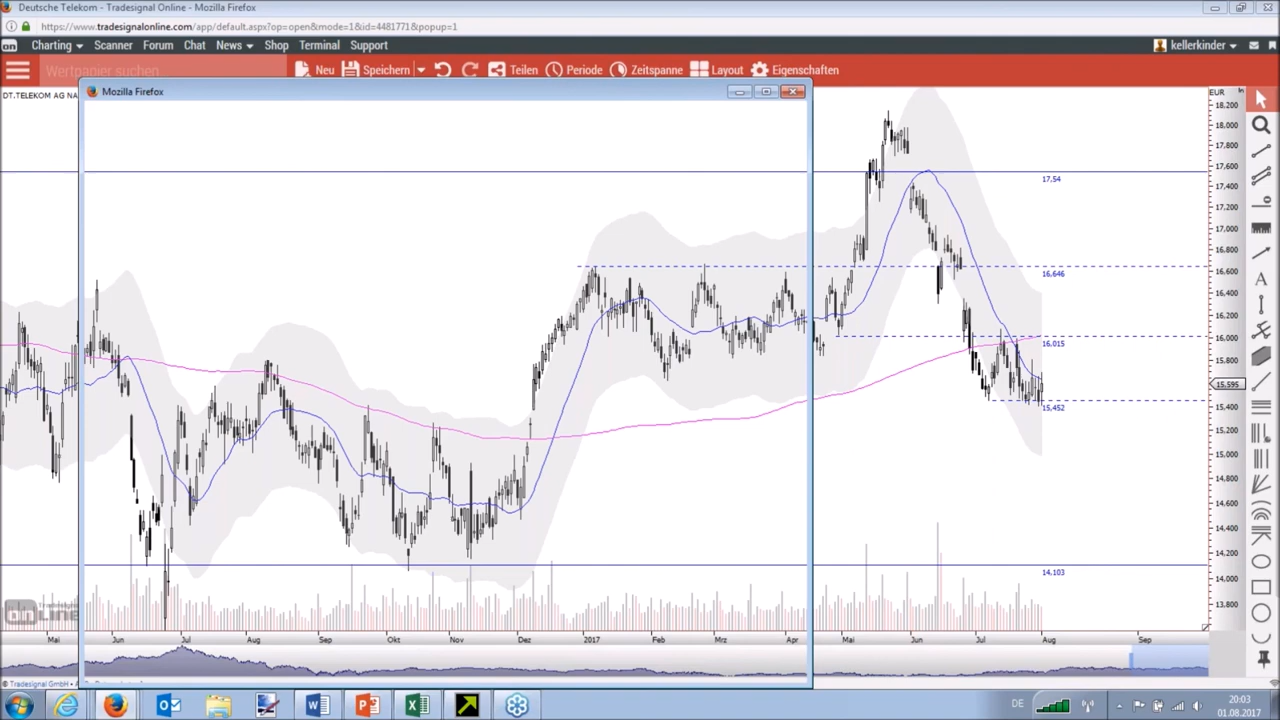 Deutsche Telekom - Tradesignal Online - Mozilla Firefox
https://www.tradesignalonline.com/app/default.aspx?op=open&mode=1&id=4481771&popup=1
on Charting Scanner Forum Chat News Shop Terminal Support kellerkinder
Wertpapier suchen... Neu Speichern Teilen Periode Zeitspanne Layout Eigenschaften
DT.TELEKOM AG NA
Mozilla Firefox
EUR
18.200
18.000
17.800
17.600
17.400
17.200
17.000
16.800
16.600
16.400
16.200
15.800
15.595
15.400
15.200
15.000
14.800
14.600
14.400
14.200
14.000
13.800
17,54
16,646
16,015
15,452
14,103
Tradesignal
ONLINE
Mai Jun Jul Aug Sep Okt Nov Dez 2017 Feb Mrz Apr Mai Jun Jul Aug Sep
© Tradesignal GmbH
DE
20:03
01.08.2017